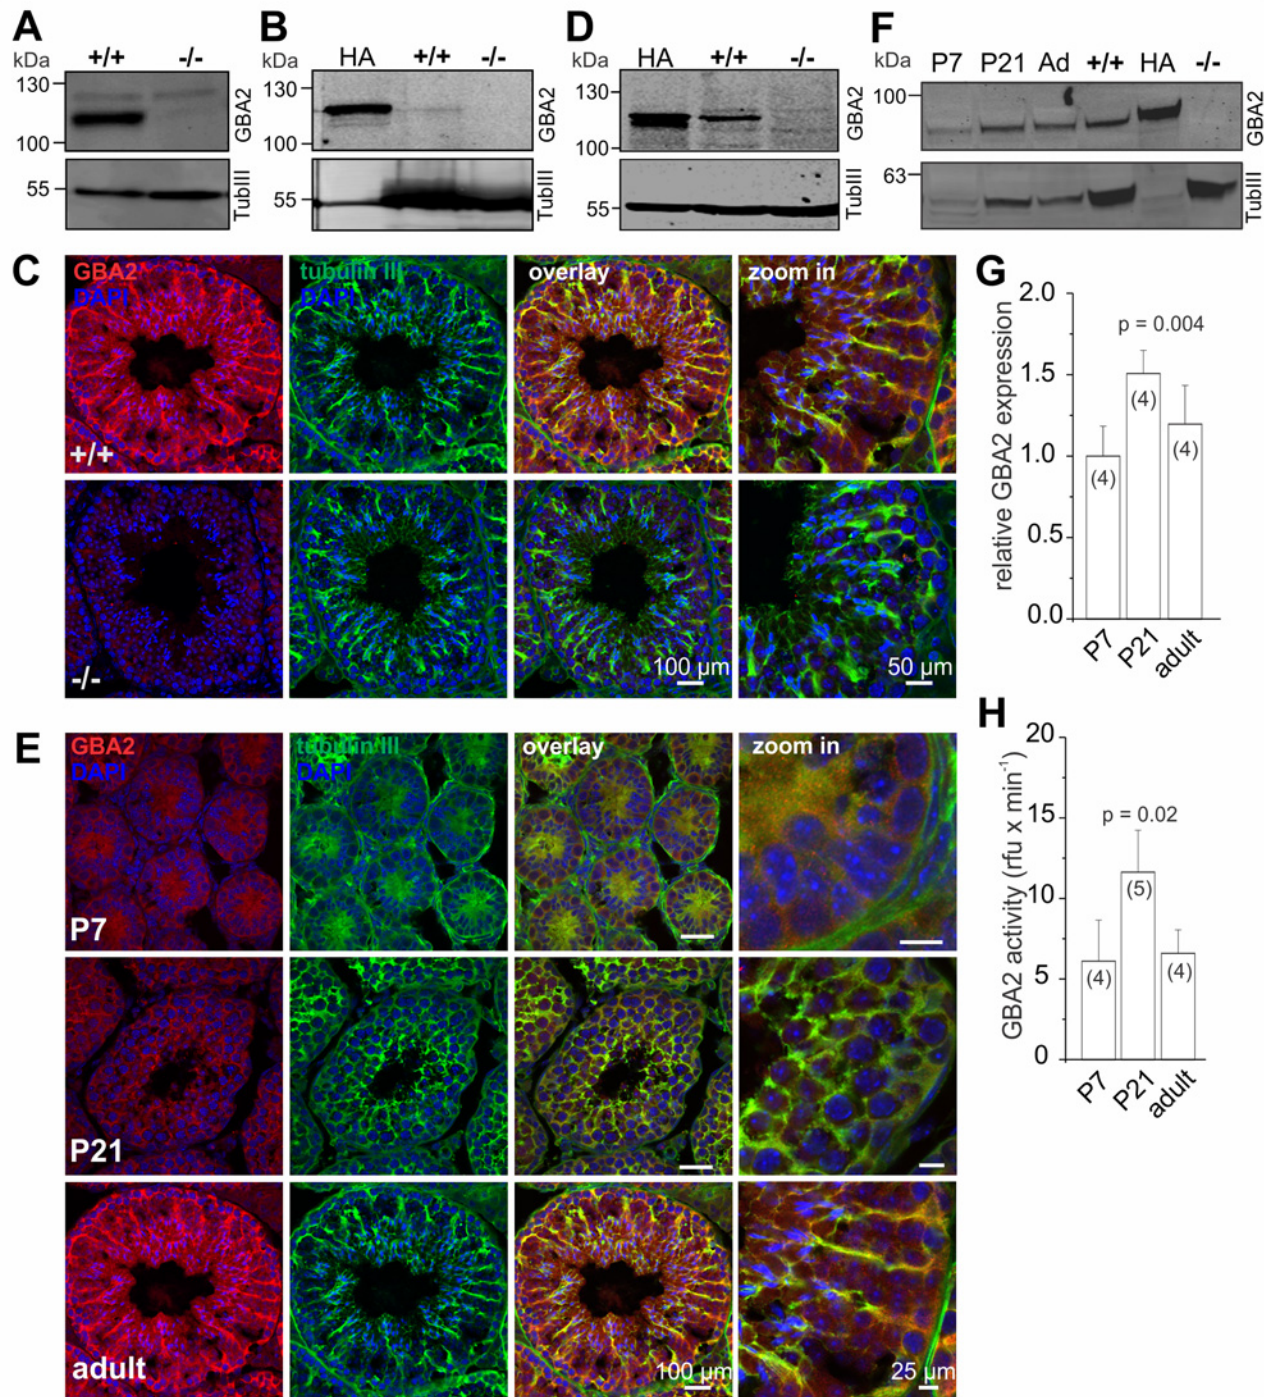 A
kDa
+/+ -/-
130
100
GBA2
55
TubIII
B
kDa
HA +/+ -/-
130
100
GBA2
55
TubIII
D
kDa
HA +/+ -/-
130
100
GBA2
55
TubIII
F
kDa
P7 P21 Ad +/+ HA -/-
100
GBA2
63
TubIII
C
GBA2
DAPI
tubulin III
DAPI
overlay
zoom in
+/+
-/-
100 µm
50 µm
G
relative GBA2 expression
2.0
1.5
1.0
0.5
0.0
p = 0.004
(4)
(4)
(4)
P7
P21
adult
E
GBA2
DAPI
tubulin III
DAPI
overlay
zoom in
P7
P21
adult
100 µm
25 µm
H
GBA2 activity (rfu x min-1)
20
15
10
5
0
p = 0.02
(4)
(5)
(4)
P7
P21
adult